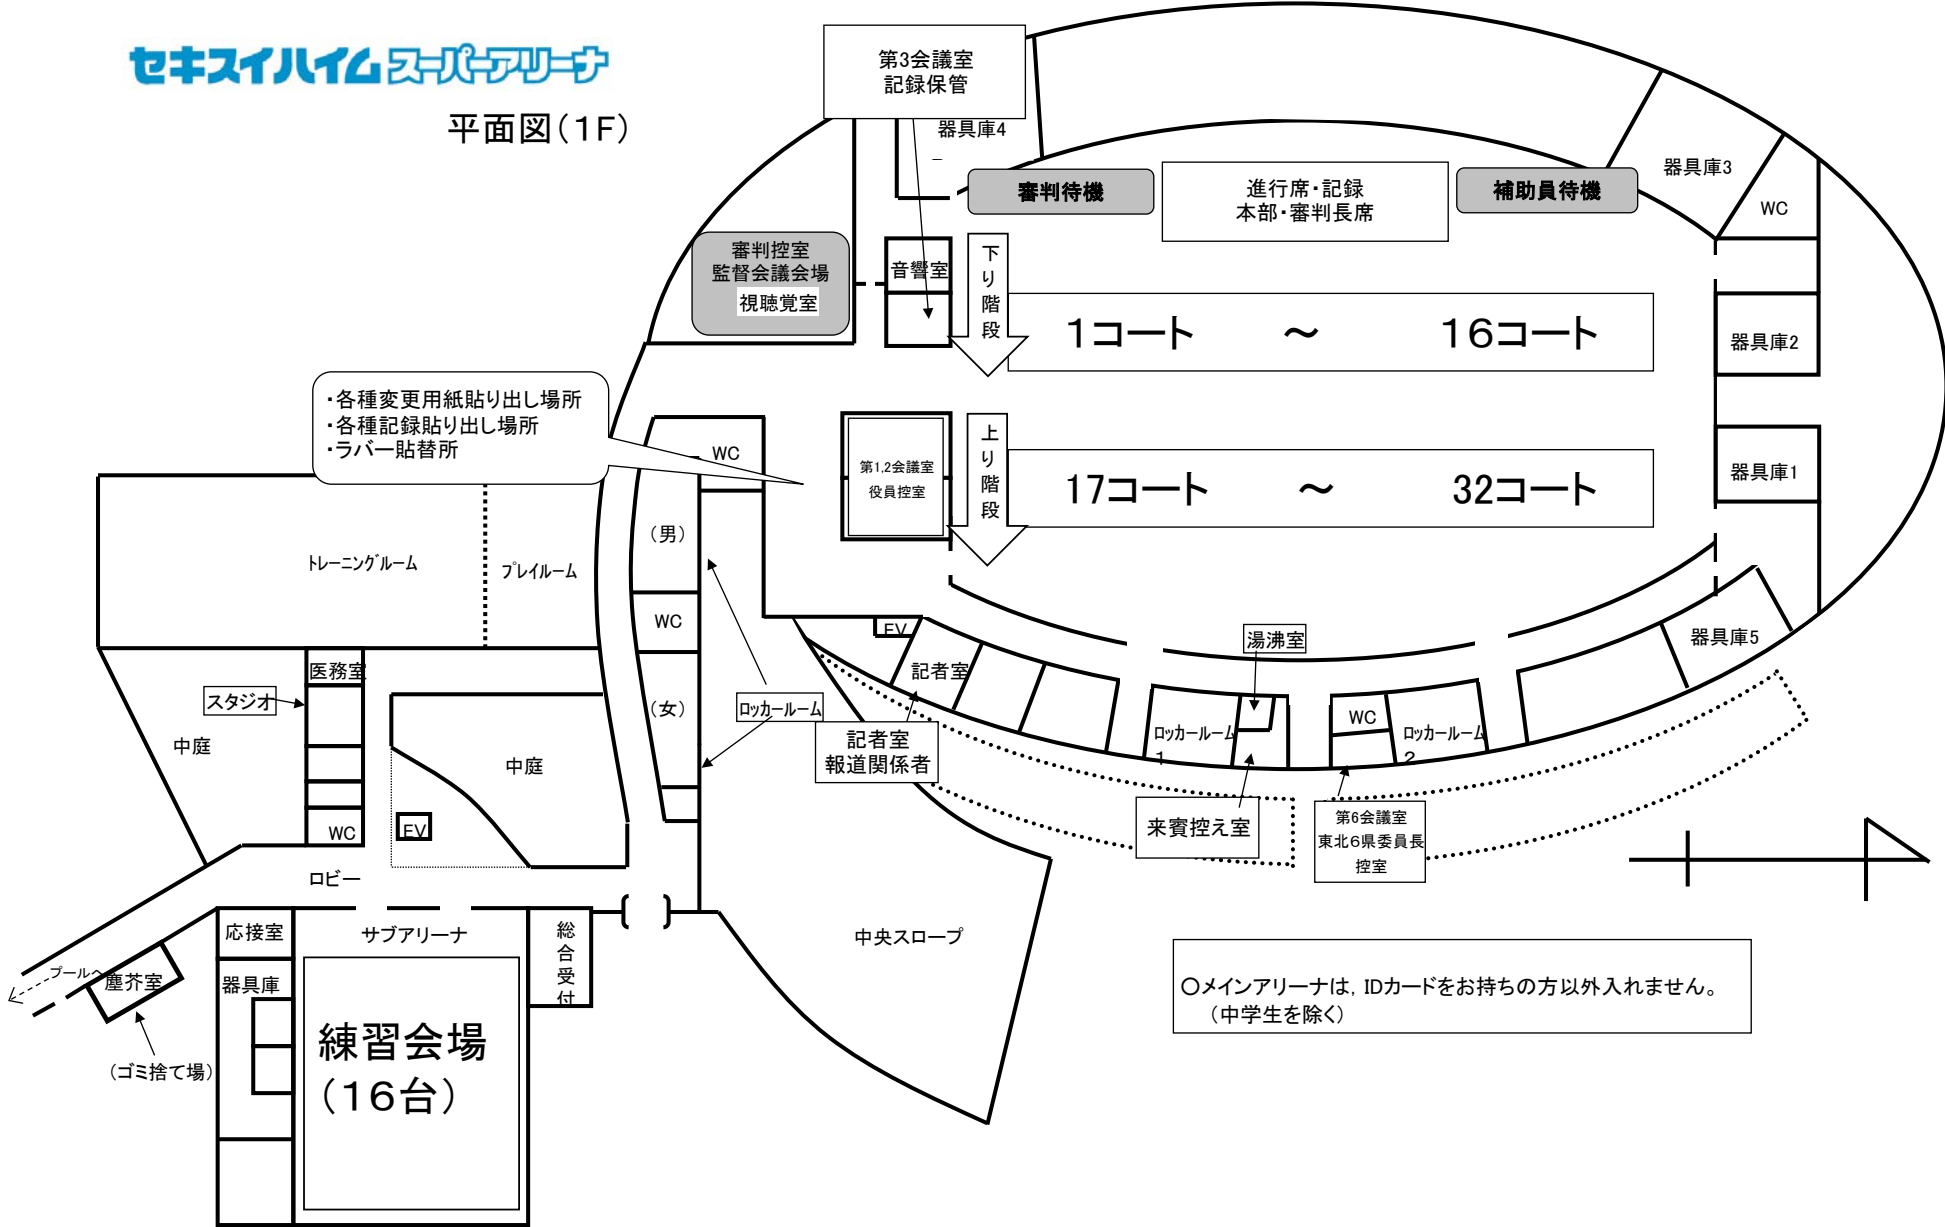 セキスイハイム スーパーアリーナ
平面図(1F)
第3会議室
記録保管
器具庫4
審判待機
進行席・記録
本部・審判長席
補助員待機
器具庫3
WC
審判控室
監督会議会場
視聴覚室
音響室
下り階段
1コート ～ 16コート
器具庫2
・各種変更用紙貼り出し場所
・各種記録貼り出し場所
・ラバー貼替所
WC
第1,2会議室
役員控室
上り階段
17コート ～ 32コート
器具庫1
(男)
トレーニングルーム
プレイルーム
WC
EV
記者室
湯沸室
器具庫5
医務室
スタジオ
(女)
ロッカールーム
中庭
中庭
記者室
報道関係者
ロッカールーム
1
WC
ロッカールーム
2
来賓控え室
第6会議室
東北6県委員長
控室
WC
EV
ロビー
応接室
サブアリーナ
総合受付
中央スロープ
プールへ
塵芥室
器具庫
○メインアリーナは, IDカードをお持ちの方以外入れません。
(中学生を除く)
練習会場
(16台)
(ゴミ捨て場)